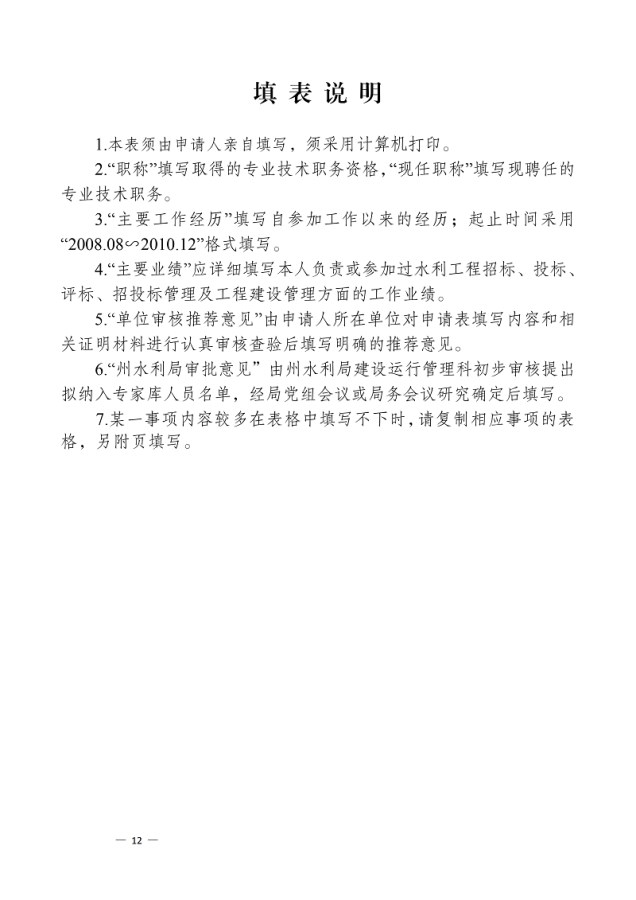 填 表 说 明
1.本表须由申请人亲自填写，须采用计算机打印。
2.“职称”填写取得的专业技术职务资格,“现任职称”填写现聘任的
专业技术职务。
3.“主要工作经历”填写自参加工作以来的经历；起止时间采用
“2008.08∽2010.12”格式填写。
4.“主要业绩”应详细填写本人负责或参加过水利工程招标、投标、
评标、招投标管理及工程建设管理方面的工作业绩。
5.“单位审核推荐意见”由申请人所在单位对申请表填写内容和相
关证明材料进行认真审核查验后填写明确的推荐意见。
6.“州水利局审批意见”由州水利局建设运行管理科初步审核提出
拟纳入专家库人员名单，经局党组会议或局务会议研究确定后填写。
7.某一事项内容较多在表格中填写不下时,请复制相应事项的表
格，另附页填写。
— 12 —